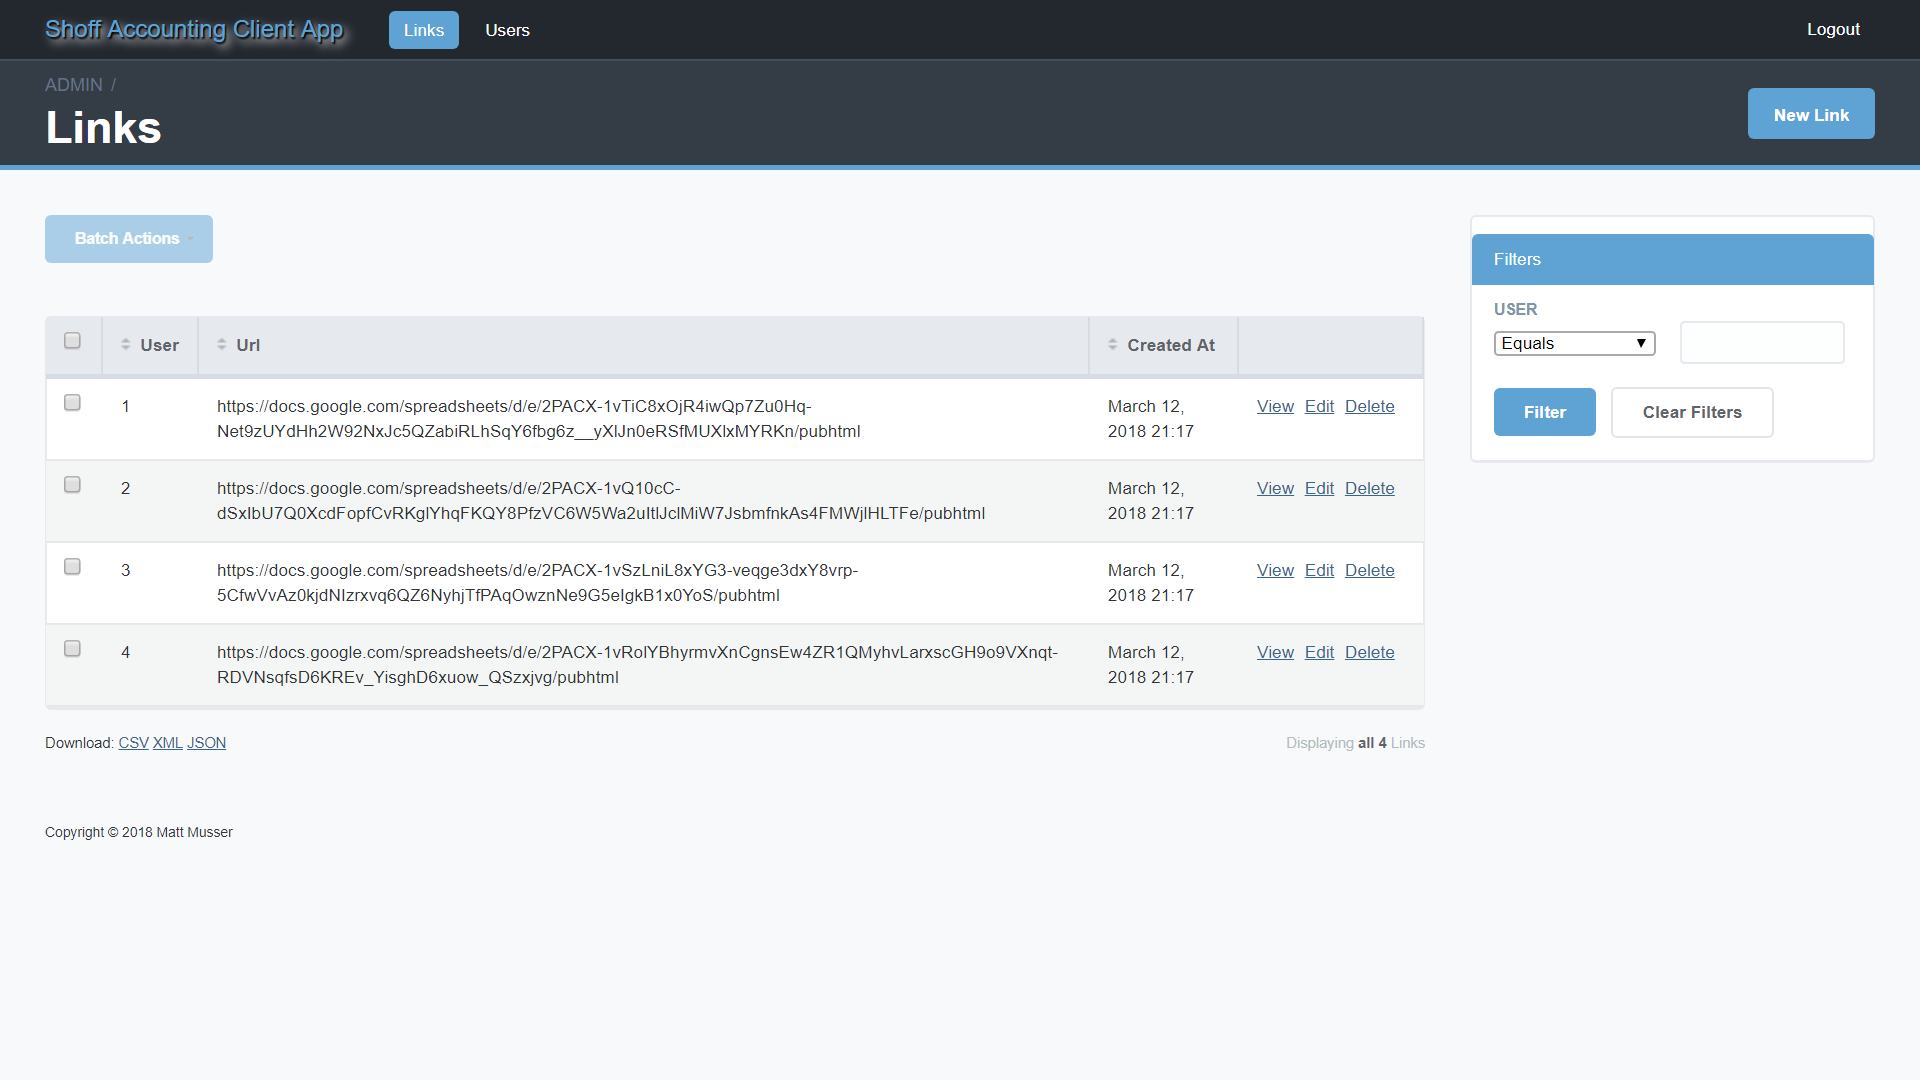 Shoff Accounting Client App Links Users Logout
ADMIN /
Links
New Link
Batch Actions
Filters
USER
Equals
Filter Clear Filters
User Url Created At
1 https://docs.google.com/spreadsheets/d/e/2PACX-1vTiC8xOjR4iwQp7Zu0Hq- March 12, View Edit Delete
Net9zUYdHh2W92NxJc5QZabiRLhSqY6fbg6z__yXlJn0eRSfMUXlxMYRKn/pubhtml 2018 21:17
2 https://docs.google.com/spreadsheets/d/e/2PACX-1vQ10cC- March 12, View Edit Delete
dSxIbU7Q0XcdFopfCvRKglYhqFKQY8PfzVC6W5Wa2uItlJclMiW7JsbmfnkAs4FMWjlHLTFe/pubhtml 2018 21:17
3 https://docs.google.com/spreadsheets/d/e/2PACX-1vSzLniL8xYG3-veqge3dxY8vrp- March 12, View Edit Delete
5CfwVvAz0kjdNIzrxvq6QZ6NyhjTfPAqOwznNe9G5eIgkB1x0YoS/pubhtml 2018 21:17
4 https://docs.google.com/spreadsheets/d/e/2PACX-1vRolYBhyrmvXnCgnsEw4ZR1QMyhvLarxscGH9o9VXnqt- March 12, View Edit Delete
RDVNsqfsD6KREv_YisghD6xuow_QSzxjvg/pubhtml 2018 21:17
Download: CSV XML JSON Displaying all 4 Links
Copyright © 2018 Matt Musser